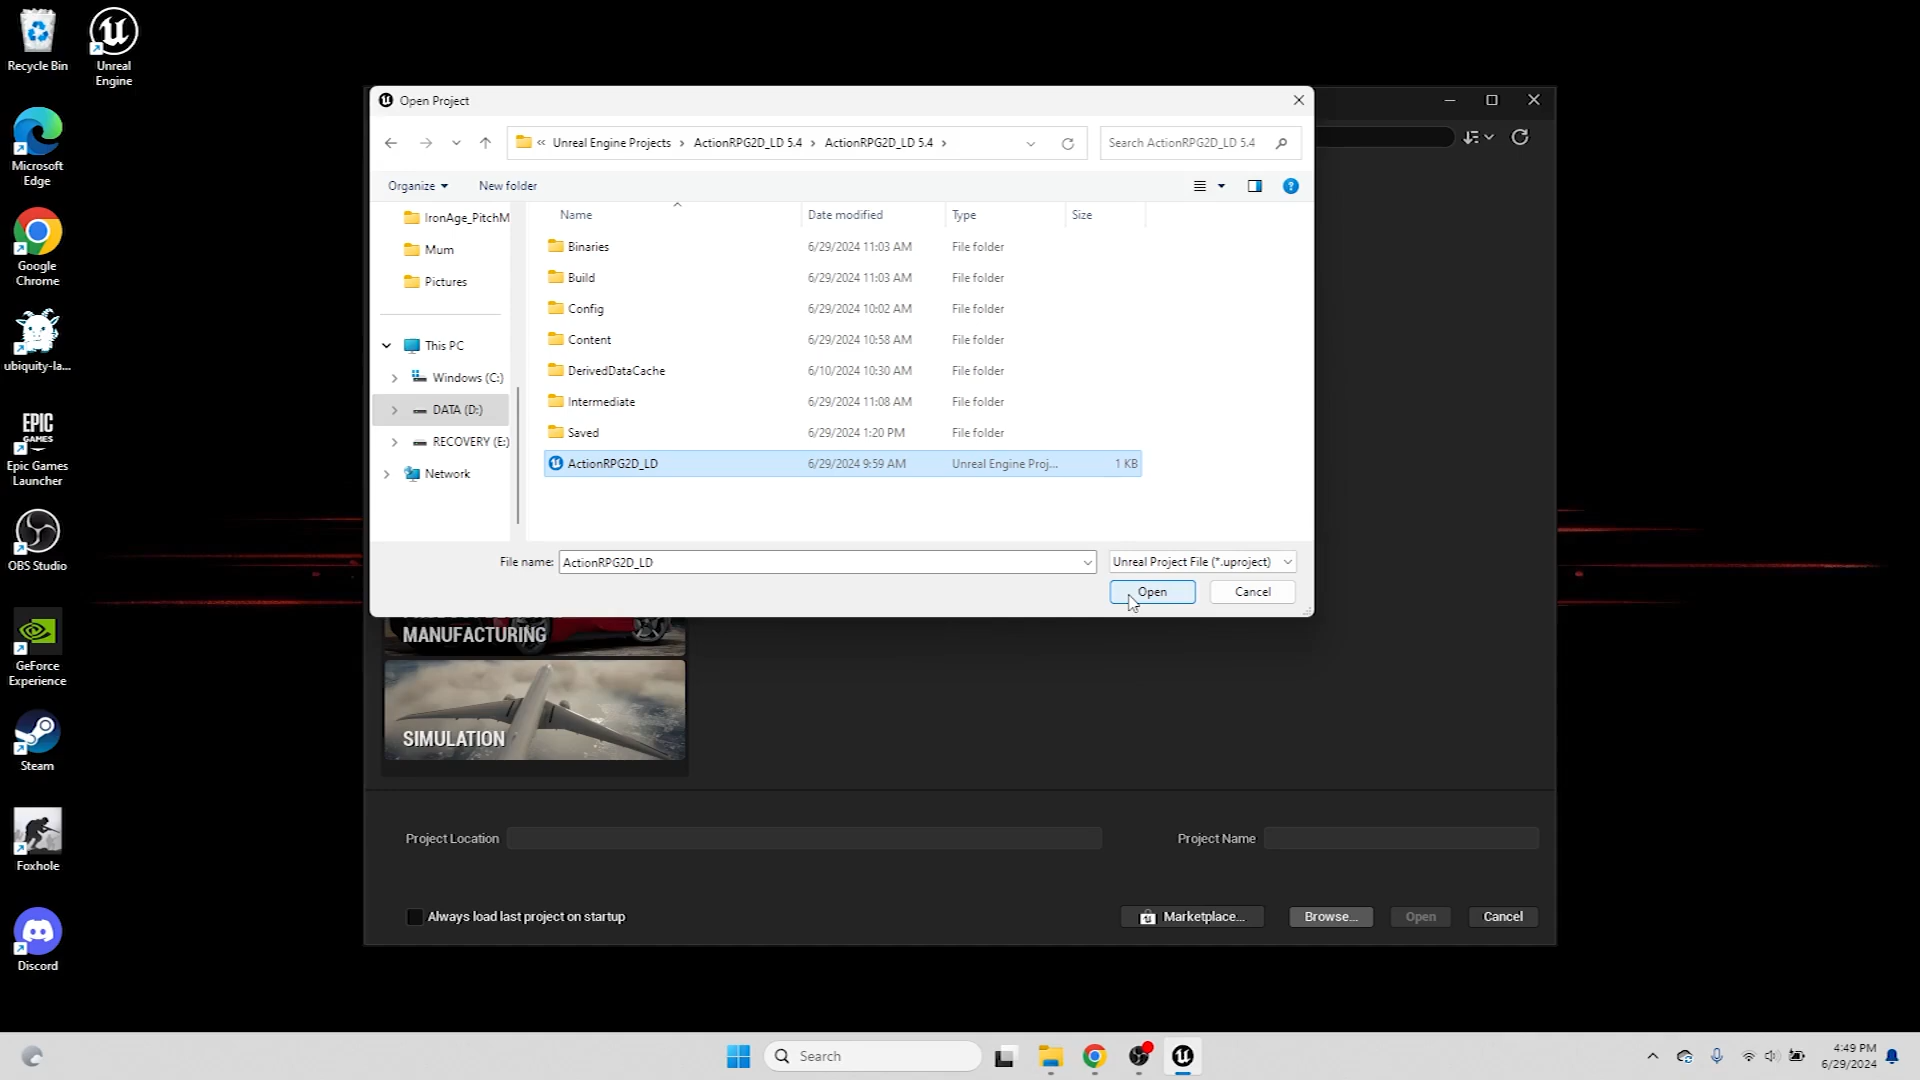 Recycle Bin
Unreal
Engine
Microsoft
Edge
Google
Chrome
ubiquity-la...
EPIC
GAMES
Epic Games
Launcher
OBS Studio
GeForce
Experience
Steam
Foxhole
Discord
Open Project
« Unreal Engine Projects › ActionRPG2D_LD 5.4 › ActionRPG2D_LD 5.4 ›
Search ActionRPG2D_LD 5.4
Organize
New folder
IronAge_PitchM
Mum
Pictures
This PC
Windows (C:)
DATA (D:)
RECOVERY (E:)
Network
Name Date modified Type Size
Binaries 6/29/2024 11:03 AM File folder
Build 6/29/2024 11:03 AM File folder
Config 6/29/2024 10:02 AM File folder
Content 6/29/2024 10:58 AM File folder
DerivedDataCache 6/10/2024 10:30 AM File folder
Intermediate 6/29/2024 11:08 AM File folder
Saved 6/29/2024 1:20 PM File folder
ActionRPG2D_LD 6/29/2024 9:59 AM Unreal Engine Proj... 1 KB
File name: ActionRPG2D_LD
Unreal Project File (*.uproject)
Open
Cancel
MANUFACTURING
SIMULATION
Project Location
Project Name
Always load last project on startup
Marketplace...
Browse...
Open
Cancel
Search
4:49 PM
6/29/2024